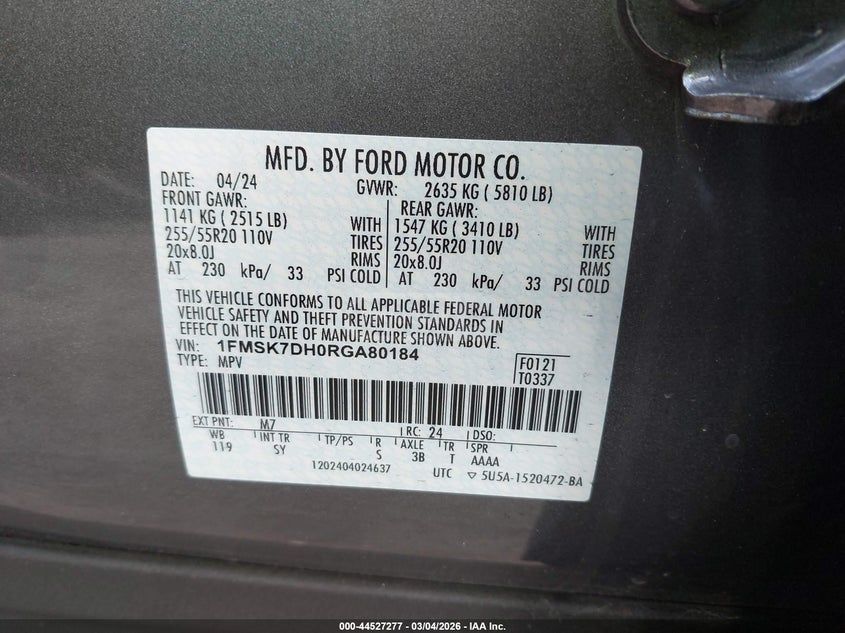 MFD. BY FORD MOTOR CO.
DATE: 04/24 GVWR: 2635 KG ( 5810 LB)
FRONT GAWR: REAR GAWR:
1141 KG ( 2515 LB) WITH 1547 KG ( 3410 LB) WITH
255/55R20 110V TIRES 255/55R20 110V TIRES
20x8.0J RIMS 20x8.0J RIMS
AT 230 kPa/ 33 PSI COLD AT 230 kPa/ 33 PSI COLD
THIS VEHICLE CONFORMS TO ALL APPLICABLE FEDERAL MOTOR
VEHICLE SAFETY AND THEFT PREVENTION STANDARDS IN
EFFECT ON THE DATE OF MANUFACTURE SHOWN ABOVE.
VIN: 1FMSK7DH0RGA80184
TYPE: MPV
F0121
T0337
EXT PNT: M7 RC: 24 DSO:
WB INT TR TP/PS R AXLE TR SPR
119 SY S 3B T AAAA
1202404024637 UTC ▽ 5U5A-1520472-BA
000-44527277 - 03/04/2026 - IAA Inc.